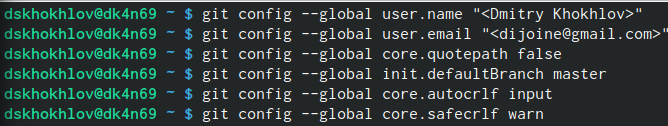 dskhokhlov@dk4n69 ~ $ git config --global user.name "<Dmitry Khokhlov>"
dskhokhlov@dk4n69 ~ $ git config --global user.email "<dijoine@gmail.com>"
dskhokhlov@dk4n69 ~ $ git config --global core.quotepath false
dskhokhlov@dk4n69 ~ $ git config --global init.defaultBranch master
dskhokhlov@dk4n69 ~ $ git config --global core.autocrlf input
dskhokhlov@dk4n69 ~ $ git config --global core.safecrlf warn